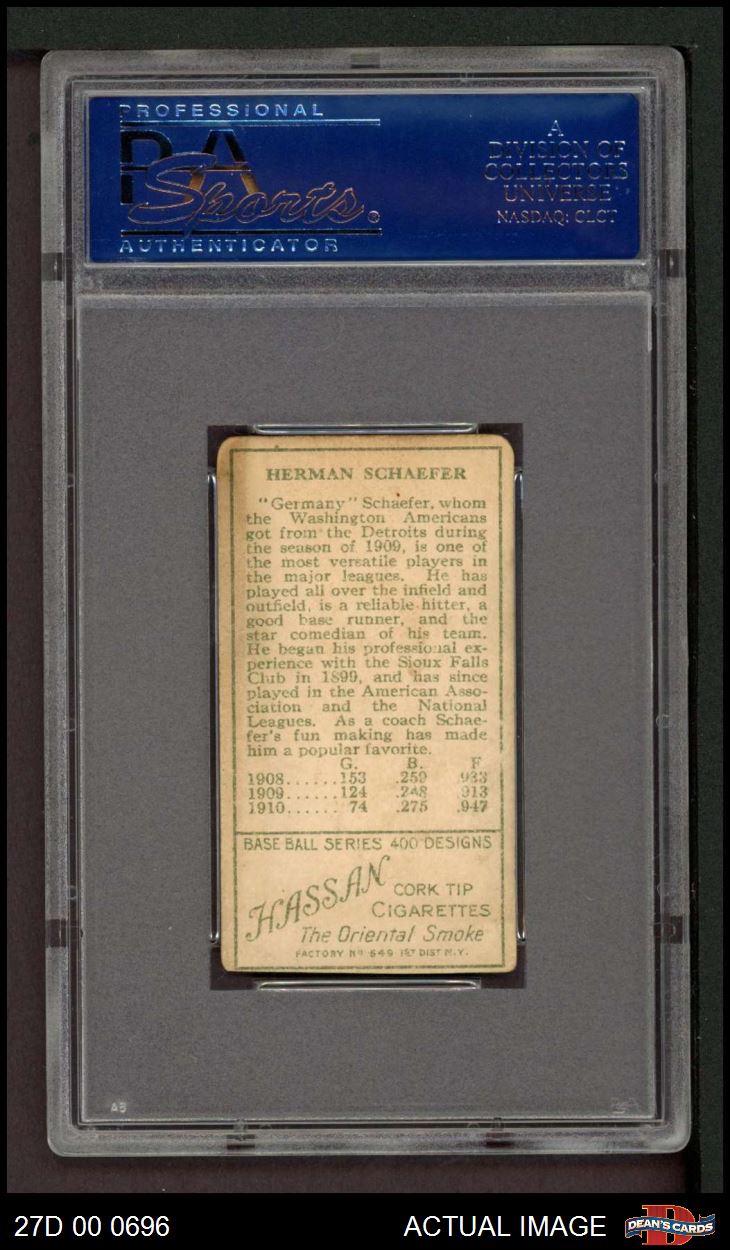 PROFESSIONAL
PSA
Sports®
AUTHENTICATOR
A
DIVISION OF
COLLECTORS
UNIVERSE
NASDAQ: CLCT
HERMAN SCHAEFER
"Germany" Schaefer, whom
the Washington Americans
got from the Detroits during
the season of 1909, is one of
the most versatile players in
the major leagues. He has
played all over the infield and
outfield, is a reliable hitter, a
good base runner, and the
star comedian of his team.
He began his professional ex-
perience with the Sioux Falls
Club in 1899, and has since
played in the American Asso-
ciation and the National
Leagues. As a coach Schae-
fer's fun making has made
him a popular favorite.
G. B. F
1908......153 .259 .933
1909......124 .248 .913
1910...... 74 .275 .947
BASE BALL SERIES 400 DESIGNS
HASSAN
CORK TIP
CIGARETTES
The Oriental Smoke
FACTORY Nº 649 1ST DIST N.Y.
27D 00 0696
ACTUAL IMAGE
DEAN'S CARDS